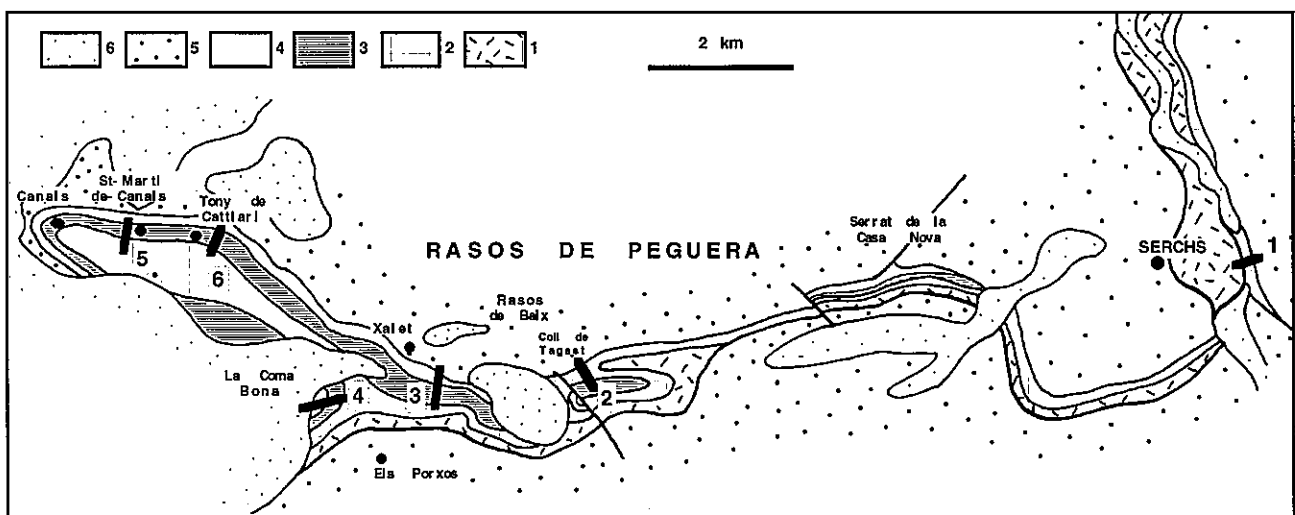 6 5 4 3 2 1
2 km
St-Marti
de-Canals
Canals
Tony de
Cattlari
5
6
RASOS DE PEGUERA
Serrat de la
Casa Nova
SERCHS
1
Rasos
de Baix
Xalet
Coll de
Tagast
La Coma
Bona
4
3
2
Els Porxos